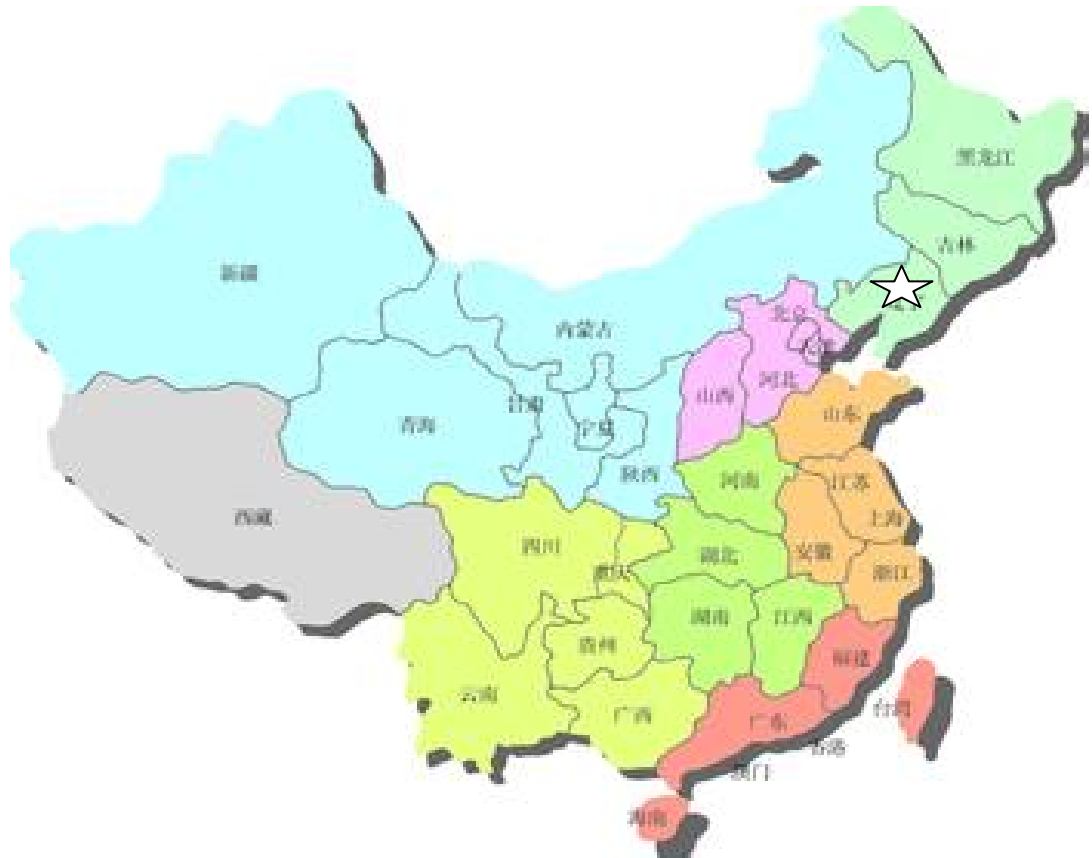 黑龙江
吉林
新疆
北京
内蒙古
河北
山西
甘肃
山东
青海
宁夏
陕西
河南
江苏
西藏
上海
四川
湖北
安徽
重庆
浙江
湖南
江西
贵州
福建
云南
台湾
广西
广东
香港
澳门
海南